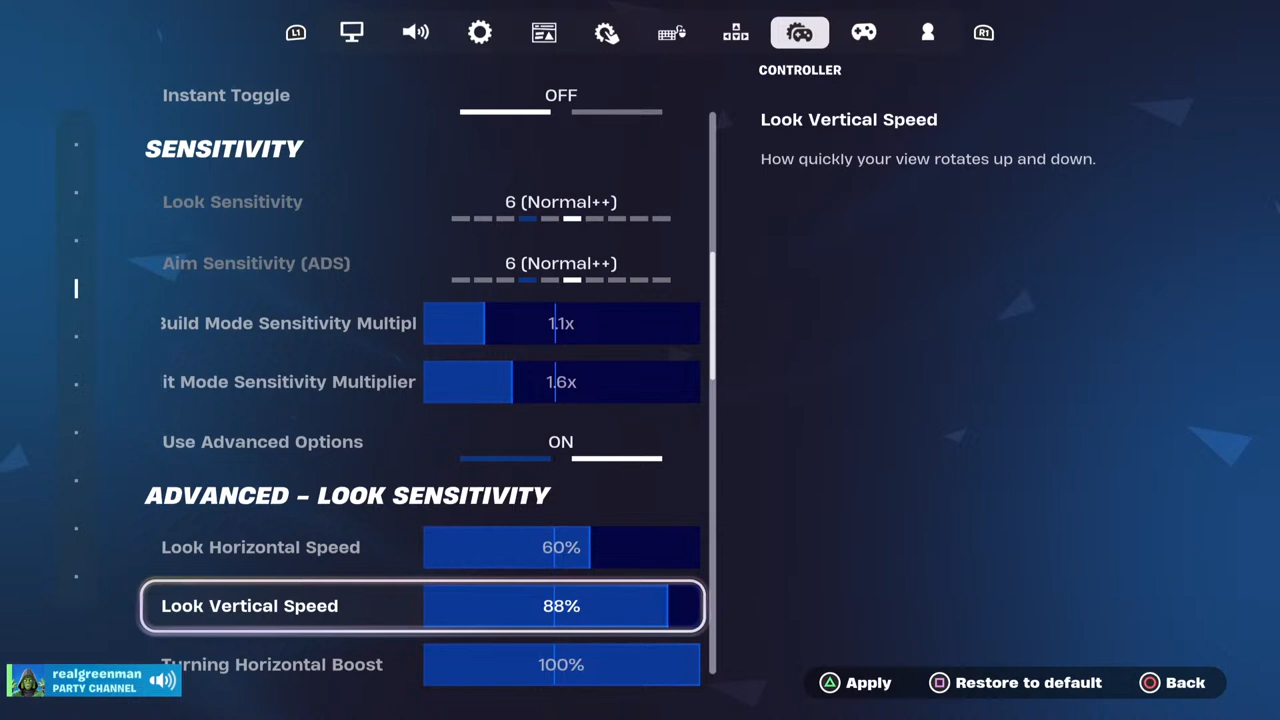 L1
R1
CONTROLLER
Instant Toggle
OFF
SENSITIVITY
Look Sensitivity
6 (Normal++)
Aim Sensitivity (ADS)
6 (Normal++)
Build Mode Sensitivity Multipl
1.1x
it Mode Sensitivity Multiplier
1.6x
Use Advanced Options
ON
ADVANCED – LOOK SENSITIVITY
Look Horizontal Speed
60%
Look Vertical Speed
88%
Turning Horizontal Boost
100%
Look Vertical Speed
How quickly your view rotates up and down.
realgreenman
PARTY CHANNEL
Apply
Restore to default
Back